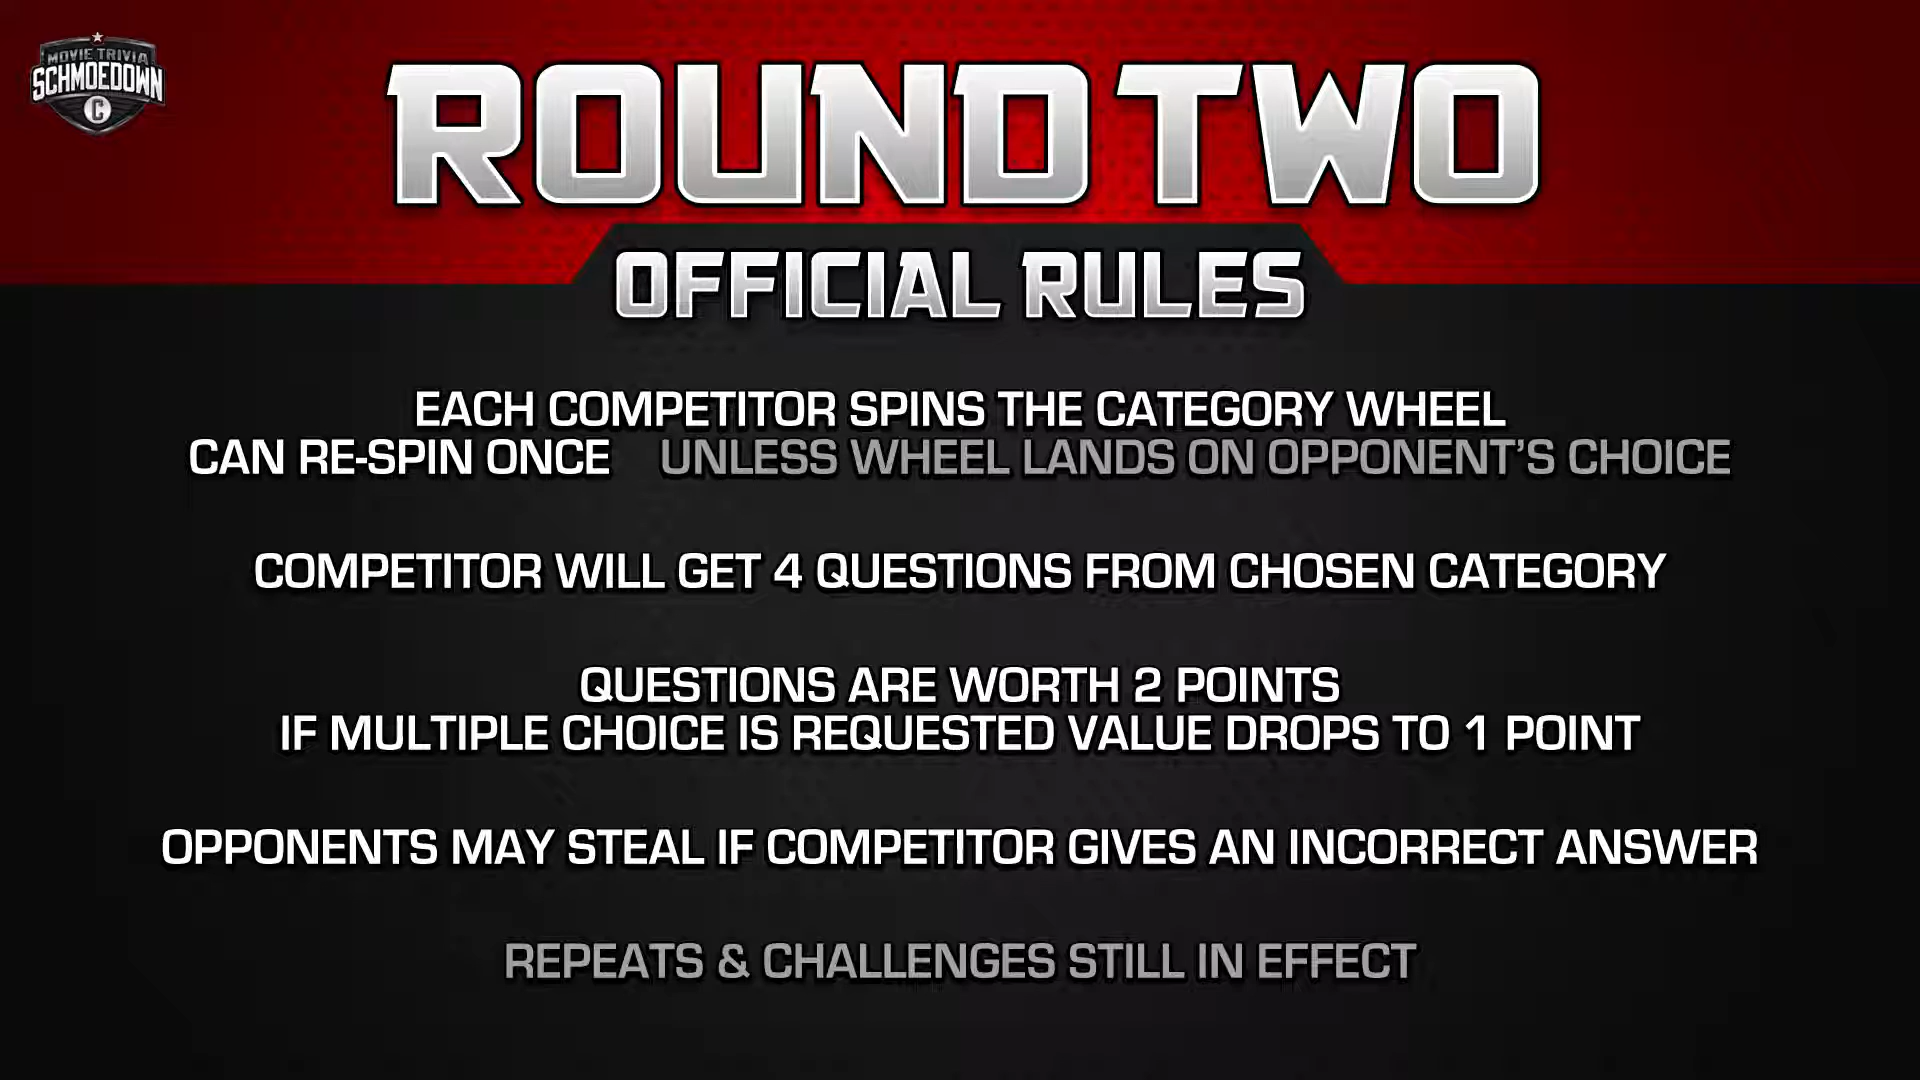 MOVIE TRIVIA
SCHMOEDOWN
C
ROUND TWO
OFFICIAL RULES
EACH COMPETITOR SPINS THE CATEGORY WHEEL
CAN RE-SPIN ONCE UNLESS WHEEL LANDS ON OPPONENT'S CHOICE
COMPETITOR WILL GET 4 QUESTIONS FROM CHOSEN CATEGORY
QUESTIONS ARE WORTH 2 POINTS
IF MULTIPLE CHOICE IS REQUESTED VALUE DROPS TO 1 POINT
OPPONENTS MAY STEAL IF COMPETITOR GIVES AN INCORRECT ANSWER
REPEATS & CHALLENGES STILL IN EFFECT